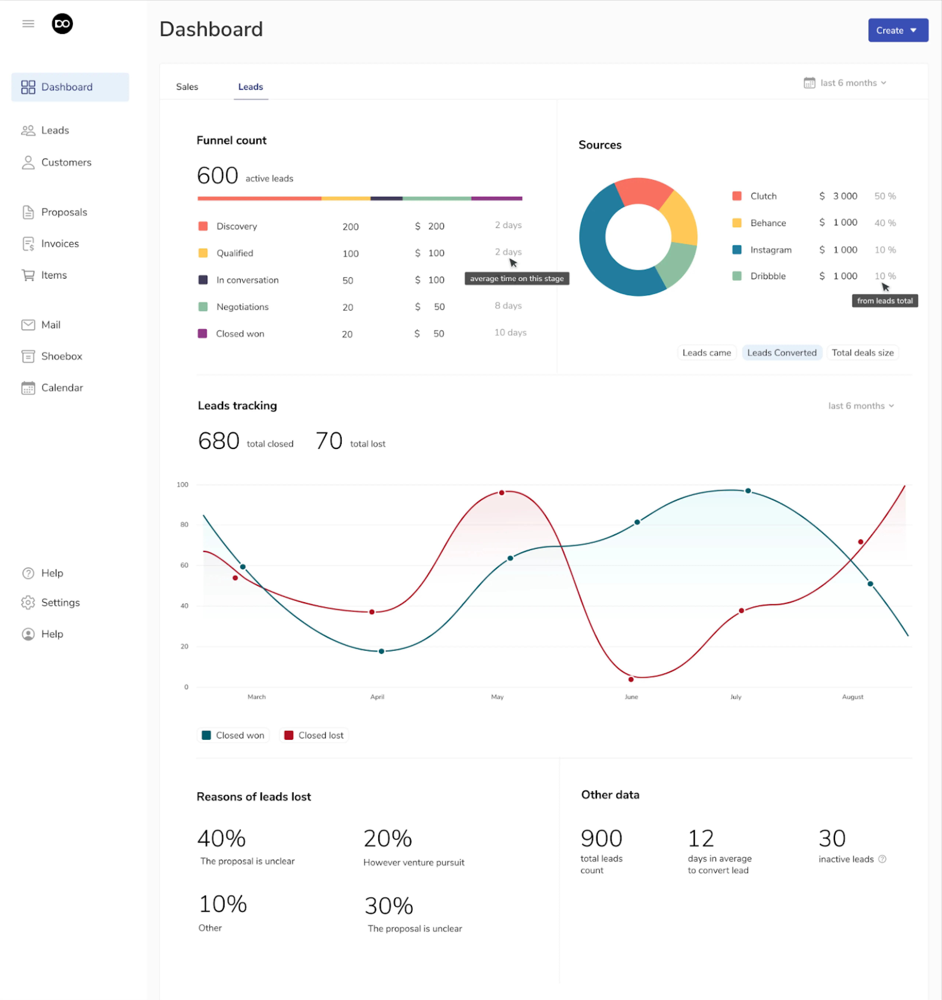 DO
Dashboard
Create
Dashboard
Leads
Customers
Proposals
Invoices
Items
Mail
Shoebox
Calendar
Help
Settings
Help
Sales
Leads
last 6 months
Funnel count
600 active leads
Discovery 200 $ 200 2 days
Qualified 100 $ 100 2 days
In conversation 50 $ 100
average time on this stage
Negotiations 20 $ 50 8 days
Closed won 20 $ 50 10 days
Sources
Clutch $ 3 000 50 %
Behance $ 1 000 40 %
Instagram $ 1 000 10 %
Dribbble $ 1 000 10 %
from leads total
Leads came
Leads Converted
Total deals size
Leads tracking
last 6 months
680 total closed 70 total lost
100
80
60
40
20
0
March April May June July August
Closed won Closed lost
Reasons of leads lost
40%
The proposal is unclear
20%
However venture pursuit
10%
Other
30%
The proposal is unclear
Other data
900
total leads
count
12
days in average
to convert lead
30
inactive leads ?